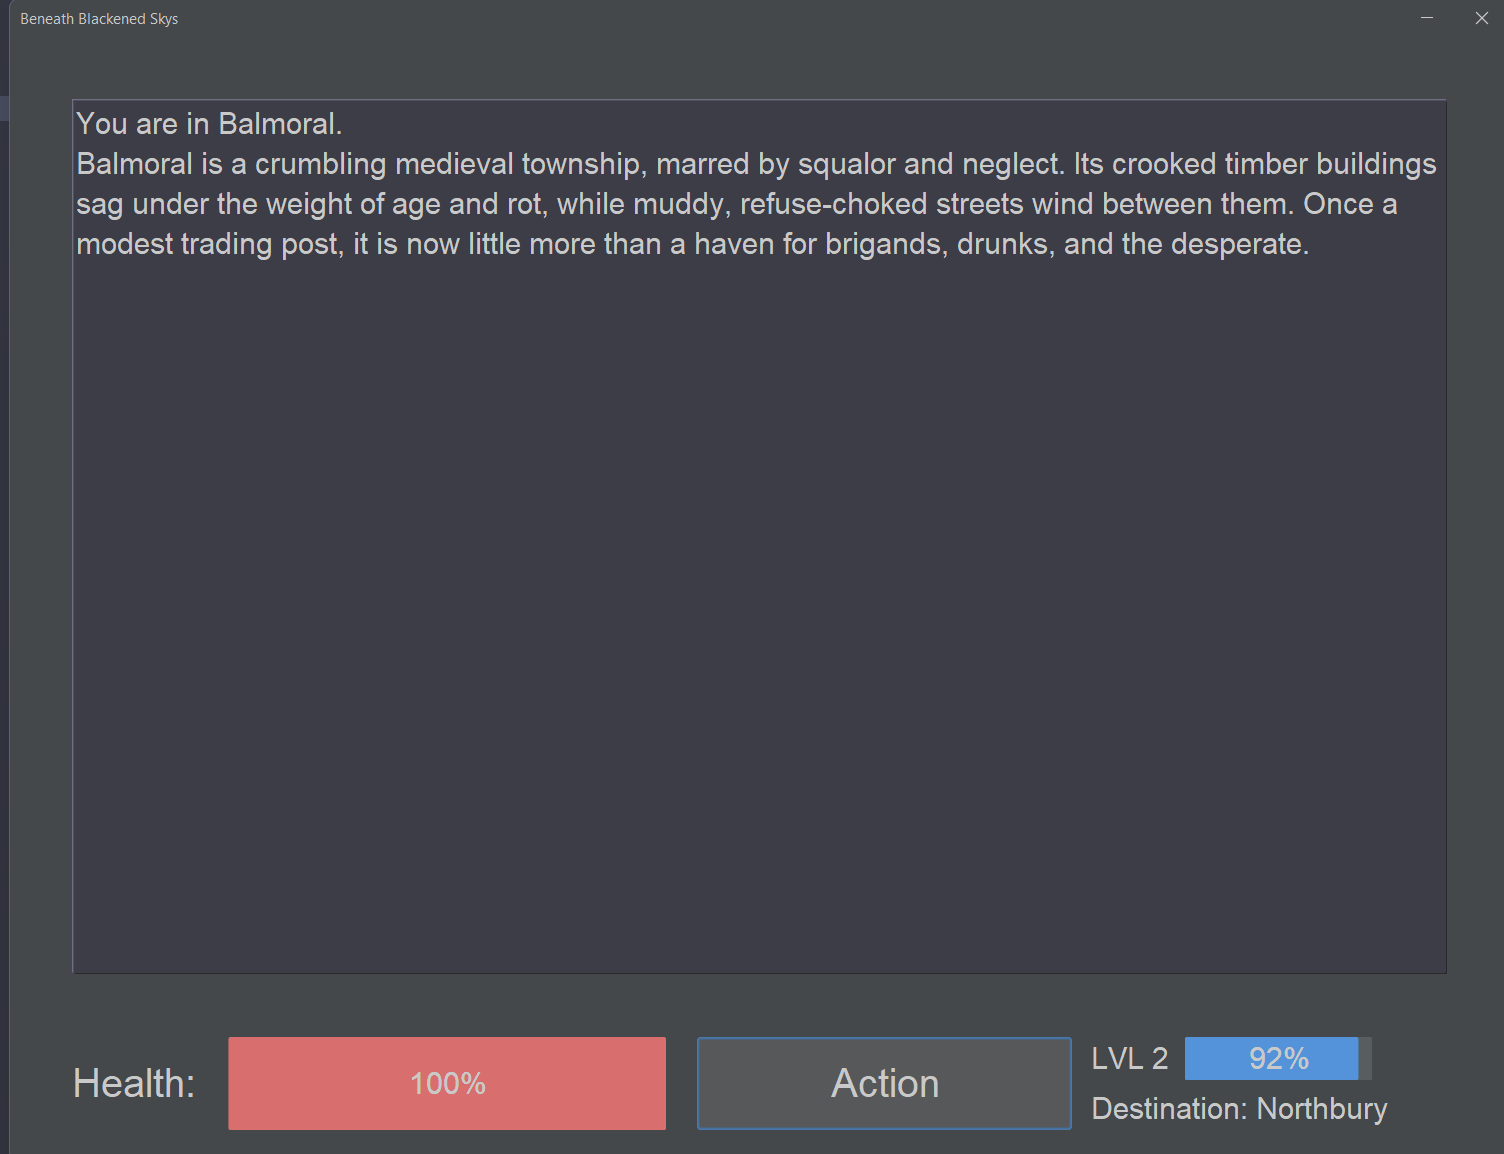 Beneath Blackened Skys
You are in Balmoral.
Balmoral is a crumbling medieval township, marred by squalor and neglect. Its crooked timber buildings
sag under the weight of age and rot, while muddy, refuse-choked streets wind between them. Once a
modest trading post, it is now little more than a haven for brigands, drunks, and the desperate.
Health:
100%
Action
LVL 2
92%
Destination: Northbury